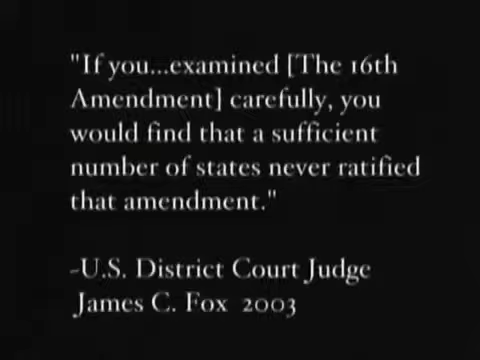 "If you...examined [The 16th
Amendment] carefully, you
would find that a sufficient
number of states never ratified
that amendment."
-U.S. District Court Judge
James C. Fox 2003